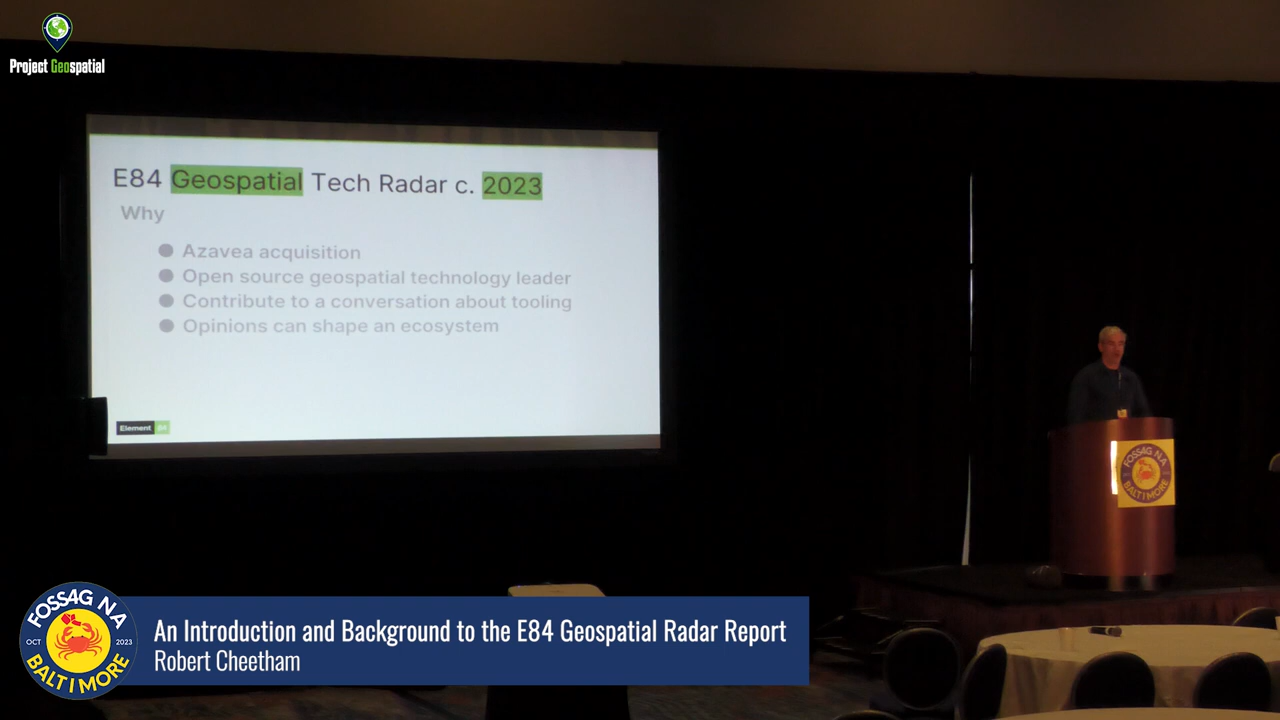 Project Geospatial
E84 Geospatial Tech Radar c. 2023
Why
Azavea acquisition
Open source geospatial technology leader
Contribute to a conversation about tooling
Opinions can shape an ecosystem
Element 84
FOSS4G NA
BALTIMORE
FOSS4G NA
OCT 2023
BALTIMORE
An Introduction and Background to the E84 Geospatial Radar Report
Robert Cheetham